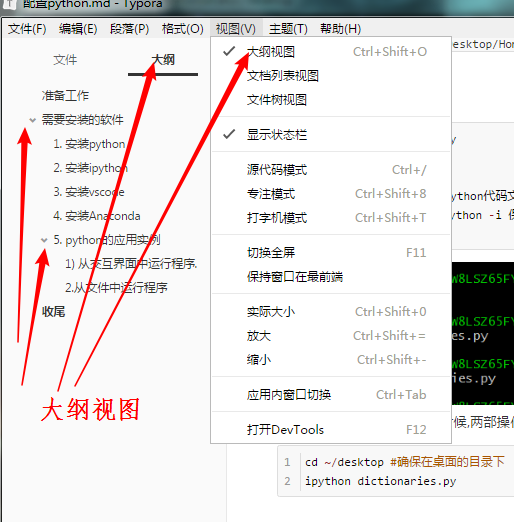 配置python.md - Typora
文件(F) 编辑(E) 段落(P) 格式(O) 视图(V) 主题(T) 帮助(H)
文件 大纲
准备工作
需要安装的软件
1. 安装python
2. 安装ipython
3. 安装vscode
4. 安装Anaconda
5. python的应用实例
1) 从交互界面中运行程序.
2.从文件中运行程序
收尾
大纲视图
大纲视图 Ctrl+Shift+O
文档列表视图
文件树视图
显示状态栏
源代码模式 Ctrl+/
专注模式 Ctrl+Shift+8
打字机模式 Ctrl+Shift+T
切换全屏 F11
保持窗口在最前端
实际大小 Ctrl+Shift+0
放大 Ctrl+Shift+=
缩小 Ctrl+Shift+-
应用内窗口切换 Ctrl+Tab
打开DevTools F12
desktop/Hom
ython代码文
ython -i
W8LSZ65FY
W8LSZ65FY
ries.py
W8LSZ65FY
ries.py
候,两部操作
1 cd ~/desktop #确保在桌面的目录下
2 ipython dictionaries.py